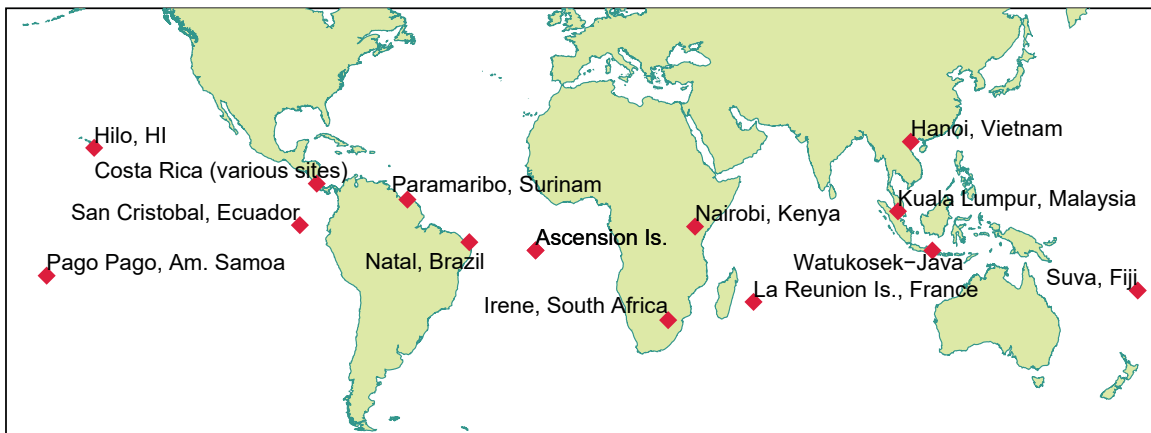 Hilo, HI
Hanoi, Vietnam
Costa Rica (various sites)
Paramaribo, Surinam
Kuala Lumpur, Malaysia
San Cristobal, Ecuador
Nairobi, Kenya
Ascension Is.
Natal, Brazil
Watukosek−Java
Pago Pago, Am. Samoa
Suva, Fiji
La Reunion Is., France
Irene, South Africa